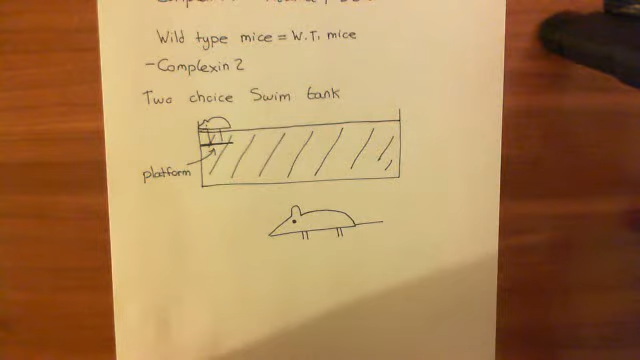 Wild type mice = W.T. mice
- Complexin 2
Two choice Swim tank
platform